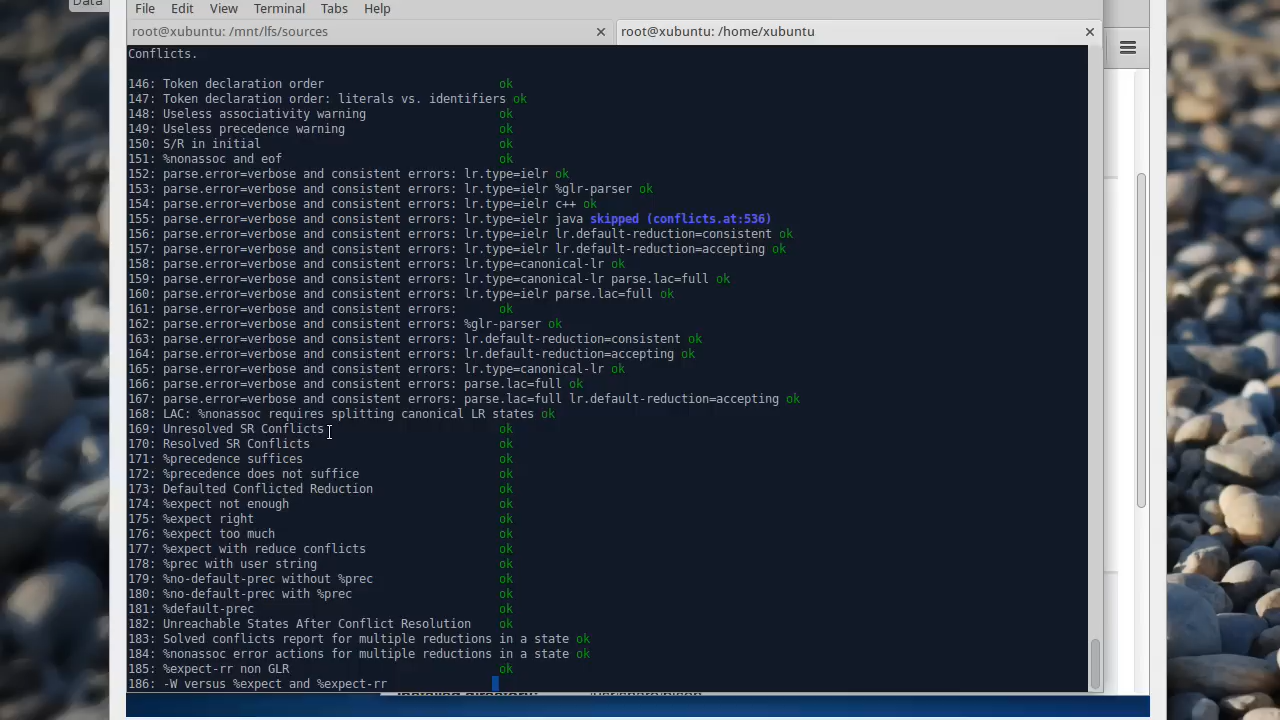 Data
File Edit View Terminal Tabs Help
root@xubuntu: /mnt/lfs/sources × root@xubuntu: /home/xubuntu ×
Conflicts.
146: Token declaration order ok
147: Token declaration order: literals vs. identifiers ok
148: Useless associativity warning ok
149: Useless precedence warning ok
150: S/R in initial ok
151: %nonassoc and eof ok
152: parse.error=verbose and consistent errors: lr.type=ielr ok
153: parse.error=verbose and consistent errors: lr.type=ielr %glr-parser ok
154: parse.error=verbose and consistent errors: lr.type=ielr c++ ok
155: parse.error=verbose and consistent errors: lr.type=ielr java skipped (conflicts.at:536)
156: parse.error=verbose and consistent errors: lr.type=ielr lr.default-reduction=consistent ok
157: parse.error=verbose and consistent errors: lr.type=ielr lr.default-reduction=accepting ok
158: parse.error=verbose and consistent errors: lr.type=canonical-lr ok
159: parse.error=verbose and consistent errors: lr.type=canonical-lr parse.lac=full ok
160: parse.error=verbose and consistent errors: lr.type=ielr parse.lac=full ok
161: parse.error=verbose and consistent errors: ok
162: parse.error=verbose and consistent errors: %glr-parser ok
163: parse.error=verbose and consistent errors: lr.default-reduction=consistent ok
164: parse.error=verbose and consistent errors: lr.default-reduction=accepting ok
165: parse.error=verbose and consistent errors: lr.type=canonical-lr ok
166: parse.error=verbose and consistent errors: parse.lac=full ok
167: parse.error=verbose and consistent errors: parse.lac=full lr.default-reduction=accepting ok
168: LAC: %nonassoc requires splitting canonical LR states ok
169: Unresolved SR Conflicts ok
170: Resolved SR Conflicts ok
171: %precedence suffices ok
172: %precedence does not suffice ok
173: Defaulted Conflicted Reduction ok
174: %expect not enough ok
175: %expect right ok
176: %expect too much ok
177: %expect with reduce conflicts ok
178: %prec with user string ok
179: %no-default-prec without %prec ok
180: %no-default-prec with %prec ok
181: %default-prec ok
182: Unreachable States After Conflict Resolution ok
183: Solved conflicts report for multiple reductions in a state ok
184: %nonassoc error actions for multiple reductions in a state ok
185: %expect-rr non GLR ok
186: -W versus %expect and %expect-rr